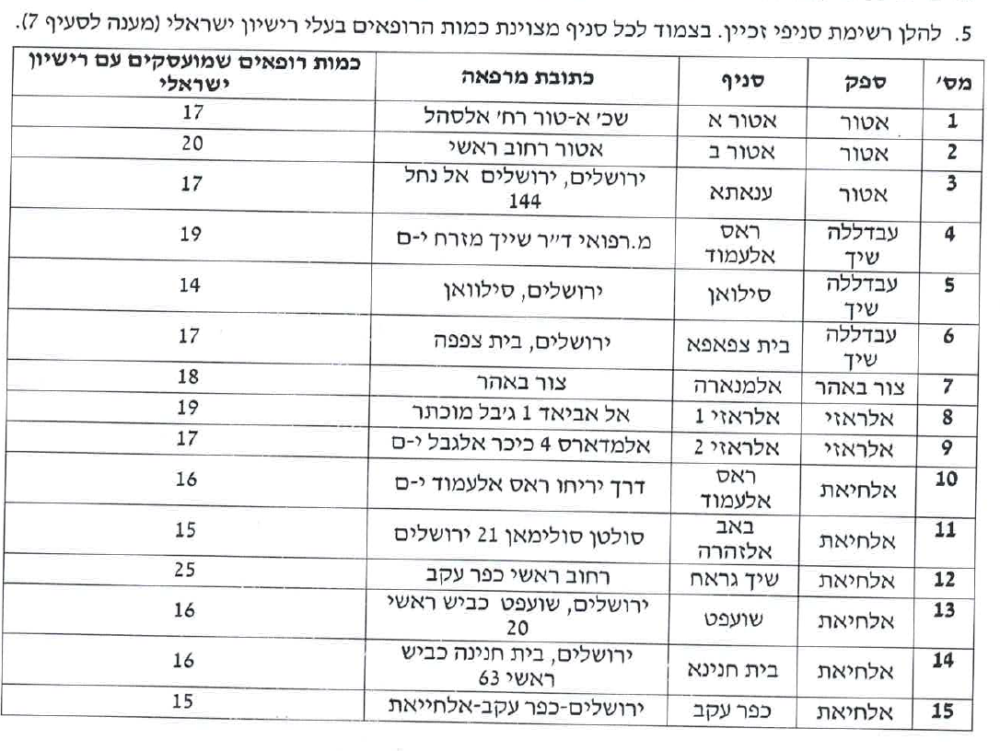 5. להלן רשימת סניפי זכיין. בצמוד לכל סניף מצוינת כמות הרופאים בעלי רישיון ישראלי (מענה לסעיף 7).
מס' ספק סניף כתובת מרפאה כמות רופאים שמועסקים עם רישיון
ישראלי
1 אטור אטור א שכ' א-טור רח' אלסהל 17
2 אטור אטור ב אטור רחוב ראשי 20
3 אטור ענאתא ירושלים, ירושלים אל נחל
144 17
4 עבדללה
שיך ראס
אלעמוד מ.רפואי ד"ר שייך מזרח י-ם 19
5 עבדללה
שיך סילואן ירושלים, סילוואן 14
6 עבדללה
שיך בית צפאפא ירושלים, בית צפפה 17
7 צור באהר אלמנארה צור באהר 18
8 אלראזי אלראזי 1 אל אביאד 1 ג'בל מוכתר 19
9 אלראזי אלראזי 2 אלמדארס 4 כיכר אלגבל י-ם 17
10 אלחיאת ראס
אלעמוד דרך יריחו ראס אלעמוד י-ם 16
11 אלחיאת באב
אלזהרה סולטן סולימאן 21 ירושלים 15
12 אלחיאת שיך גראח רחוב ראשי כפר עקב 25
13 אלחיאת שועפט ירושלים, שועפט כביש ראשי
20 16
14 אלחיאת בית חנינא ירושלים, בית חנינה כביש
ראשי 63 16
15 אלחיאת כפר עקב ירושלים-כפר עקב-אלחייאת 15